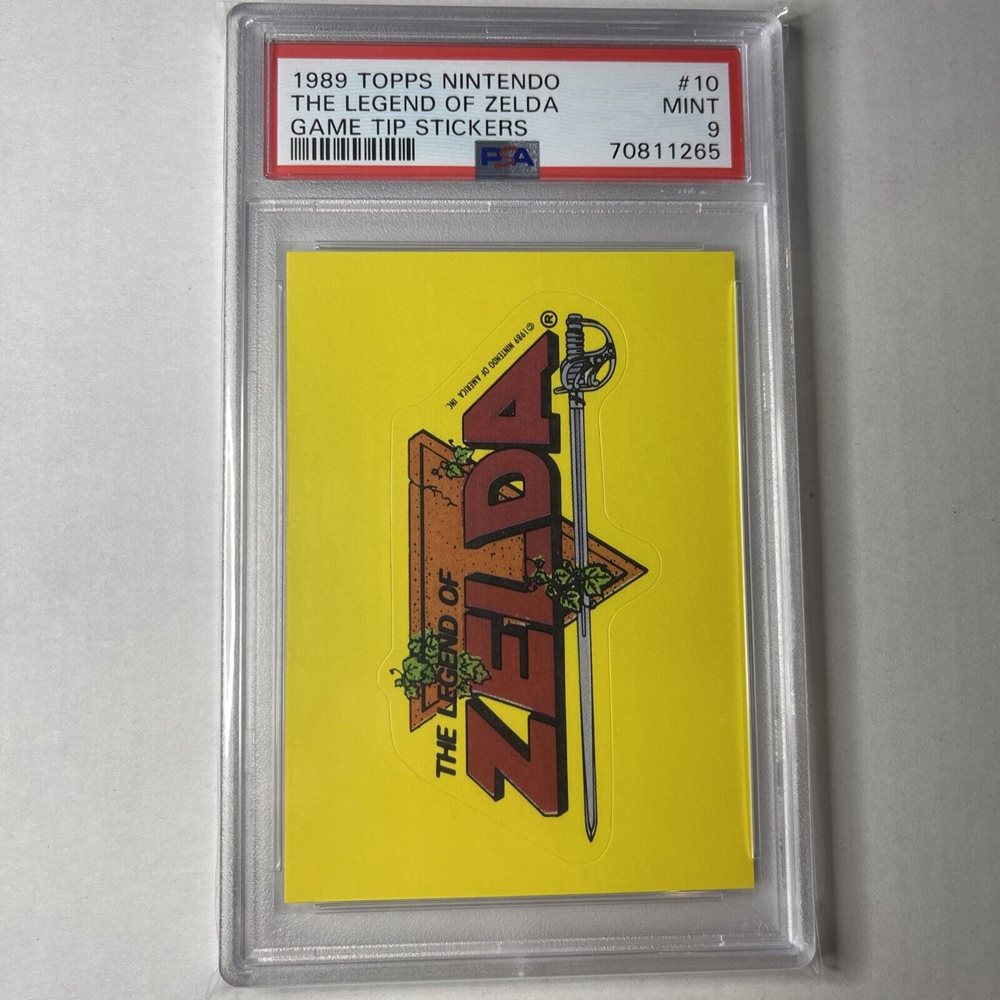 1989 TOPPS NINTENDO #10
THE LEGEND OF ZELDA MINT
GAME TIP STICKERS 9
PSA 70811265
©1989 NINTENDO OF AMERICA INC.
THE LEGEND OF
ZELDA®